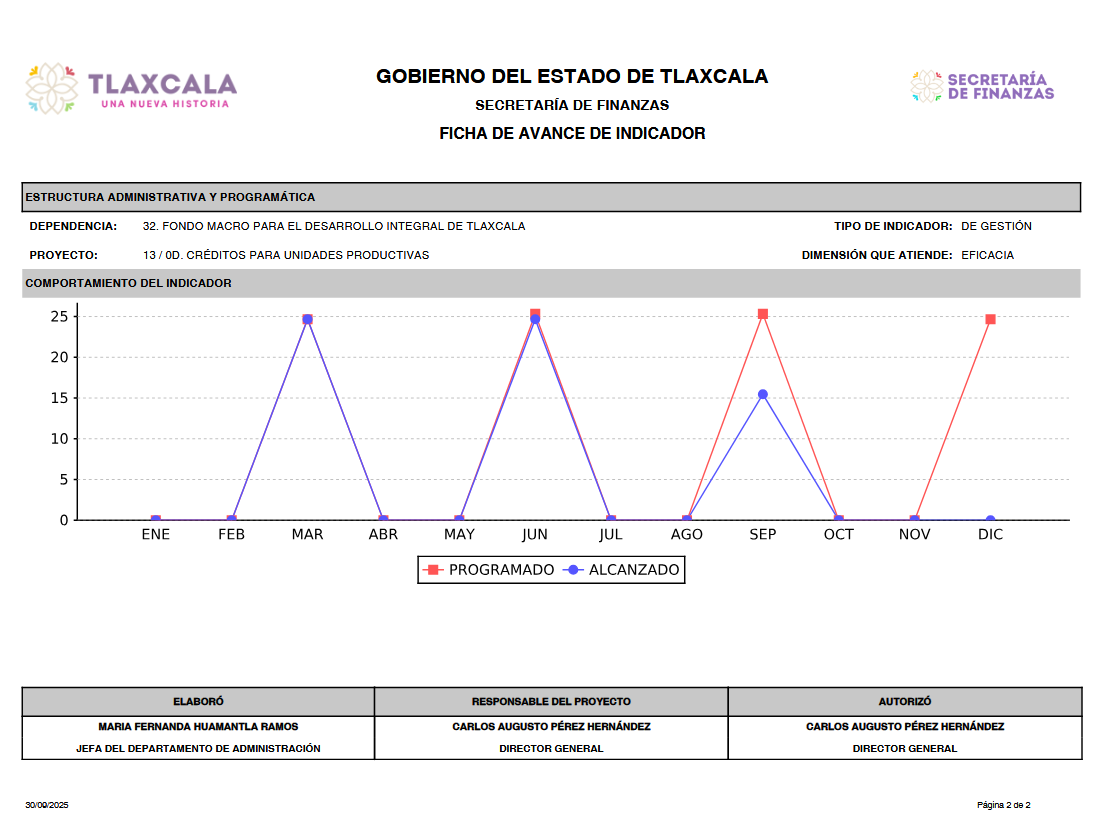 TLAXCALA
UNA NUEVA HISTORIA
GOBIERNO DEL ESTADO DE TLAXCALA
SECRETARÍA DE FINANZAS
FICHA DE AVANCE DE INDICADOR
SECRETARÍA
DE FINANZAS
ESTRUCTURA ADMINISTRATIVA Y PROGRAMÁTICA
DEPENDENCIA: 32. FONDO MACRO PARA EL DESARROLLO INTEGRAL DE TLAXCALA TIPO DE INDICADOR: DE GESTIÓN
PROYECTO: 13 / 0D. CRÉDITOS PARA UNIDADES PRODUCTIVAS DIMENSIÓN QUE ATIENDE: EFICACIA
COMPORTAMIENTO DEL INDICADOR
25
20
15
10
5
0
ENE FEB MAR ABR MAY JUN JUL AGO SEP OCT NOV DIC
PROGRAMADO ALCANZADO
ELABORÓ RESPONSABLE DEL PROYECTO AUTORIZÓ
MARIA FERNANDA HUAMANTLA RAMOS CARLOS AUGUSTO PÉREZ HERNÁNDEZ CARLOS AUGUSTO PÉREZ HERNÁNDEZ
JEFA DEL DEPARTAMENTO DE ADMINISTRACIÓN DIRECTOR GENERAL DIRECTOR GENERAL
30/09/2025 Página 2 de 2